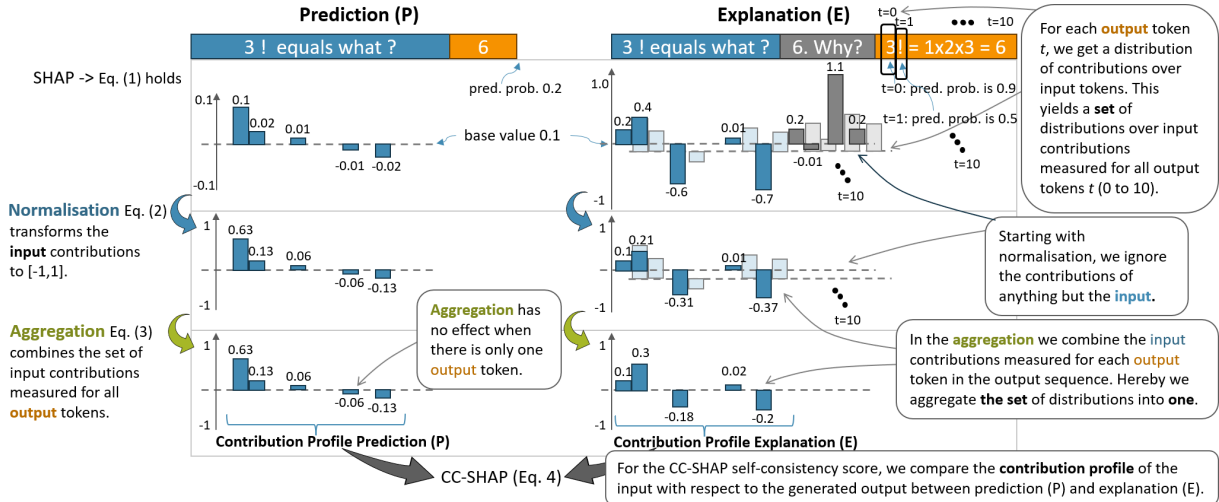 Prediction (P)
Explanation (E)
t=0
t=1
t=10
3 ! equals what ?
6
3 ! equals what ?
6. Why?
3! = 1x2x3 = 6
SHAP -> Eq. (1) holds
pred. prob. 0.2
base value 0.1
0.1
-0.1
0.1
0.02
0.01
-0.01
-0.02
1.0
-1
0.2
0.4
-0.6
0.01
-0.7
0.2
-0.01
1.1
0.2
t=0: pred. prob. is 0.9
t=1: pred. prob. is 0.5
t=10
t=10
For each output token
t, we get a distribution
of contributions over
input tokens. This
yields a set of
distributions over input
contributions
measured for all output
tokens t (0 to 10).
Normalisation Eq. (2)
transforms the
input contributions
to [-1,1].
1
-1
0.63
0.13
0.06
-0.06
-0.13
1
-1
0.1
0.21
-0.31
0.01
-0.37
t=10
Starting with
normalisation, we ignore
the contributions of
anything but the input.
Aggregation Eq. (3)
combines the set of
input contributions
measured for all
output tokens.
1
-1
0.63
0.13
0.06
-0.06
-0.13
Aggregation has
no effect when
there is only one
output token.
1
-1
0.1
0.3
-0.18
0.02
-0.2
In the aggregation we combine the input
contributions measured for each output
token in the output sequence. Hereby we
aggregate the set of distributions into one.
Contribution Profile Prediction (P)
Contribution Profile Explanation (E)
CC-SHAP (Eq. 4)
For the CC-SHAP self-consistency score, we compare the contribution profile of the
input with respect to the generated output between prediction (P) and explanation (E).